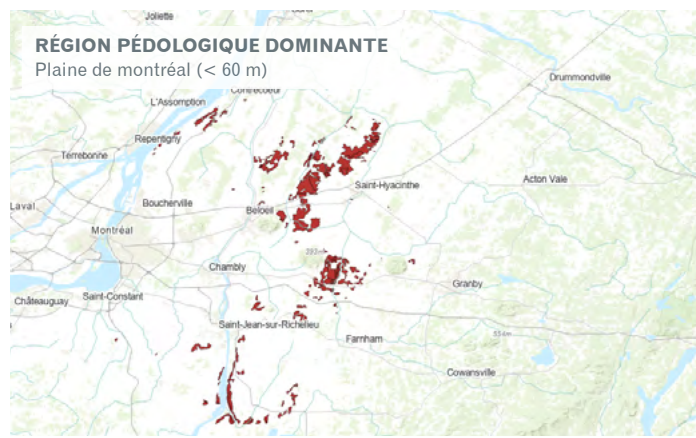 Joliette
RÉGION PÉDOLOGIQUE DOMINANTE
Plaine de montréal (< 60 m)
Drummondville
Contrecoeur
L'Assomption
Repentigny
Terrebonne
Acton Vale
Saint-Hyacinthe
Laval
Boucherville
Beloeil
Montréal
Chambly
Granby
Châteauguay
Saint-Constant
Saint-Jean-sur-Richelieu
Farnham
Cowansville